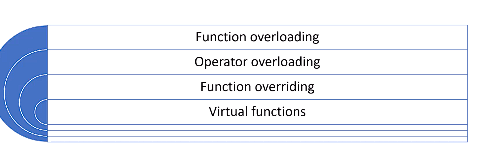 Function overloading
Operator overloading
Function overriding
Virtual functions